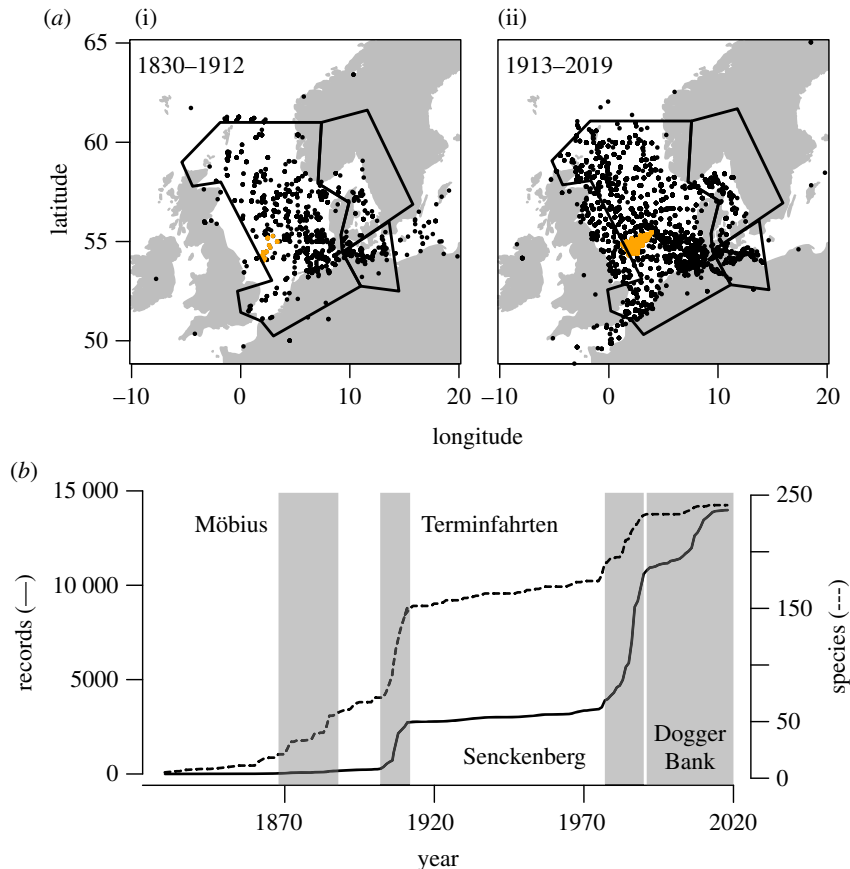 (a) (i) (ii)
1830–1912 1913–2019
65
60
55
50
latitude
–10 0 10 20 –10 0 10 20
longitude
(b)
15 000
10 000
5000
0
records (—)
Möbius Terminfahrten
Senckenberg
Dogger
Bank
250
150
50
0
species (---)
1870 1920 1970 2020
year